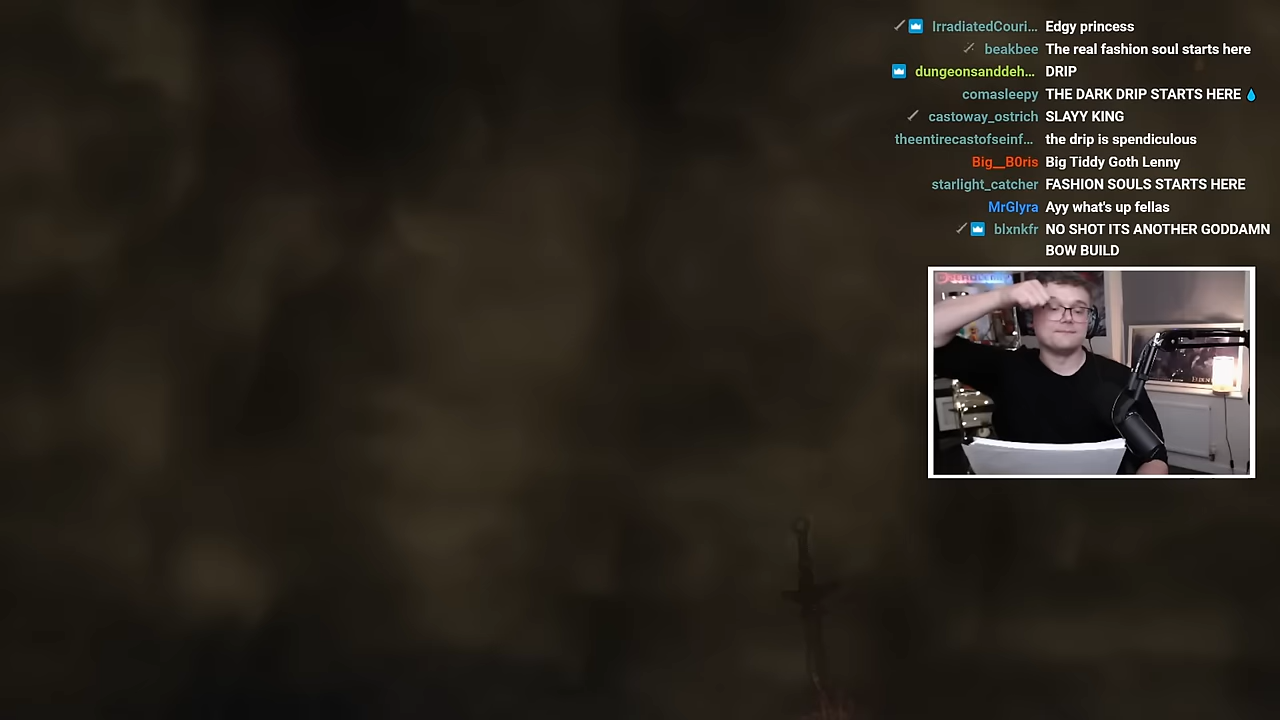 IrradiatedCouri... Edgy princess
beakbee The real fashion soul starts here
dungeonsanddeh... DRIP
comasleepy THE DARK DRIP STARTS HERE 💧
castoway_ostrich SLAYY KING
theentirecastofseinf... the drip is spendiculous
Big__B0ris Big Tiddy Goth Lenny
starlight_catcher FASHION SOULS STARTS HERE
MrGlyra Ayy what's up fellas
blxnkfr NO SHOT ITS ANOTHER GODDAMN
BOW BUILD